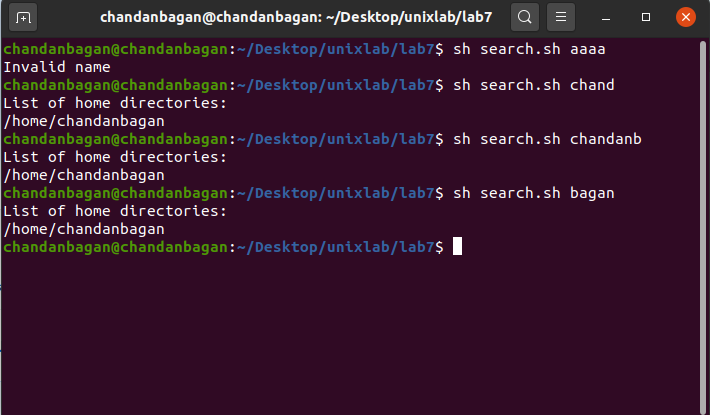 chandanbagan@chandanbagan: ~/Desktop/unixlab/lab7
chandanbagan@chandanbagan:~/Desktop/unixlab/lab7$ sh search.sh aaaa
Invalid name
chandanbagan@chandanbagan:~/Desktop/unixlab/lab7$ sh search.sh chand
List of home directories:
/home/chandanbagan
chandanbagan@chandanbagan:~/Desktop/unixlab/lab7$ sh search.sh chandanb
List of home directories:
/home/chandanbagan
chandanbagan@chandanbagan:~/Desktop/unixlab/lab7$ sh search.sh bagan
List of home directories:
/home/chandanbagan
chandanbagan@chandanbagan:~/Desktop/unixlab/lab7$